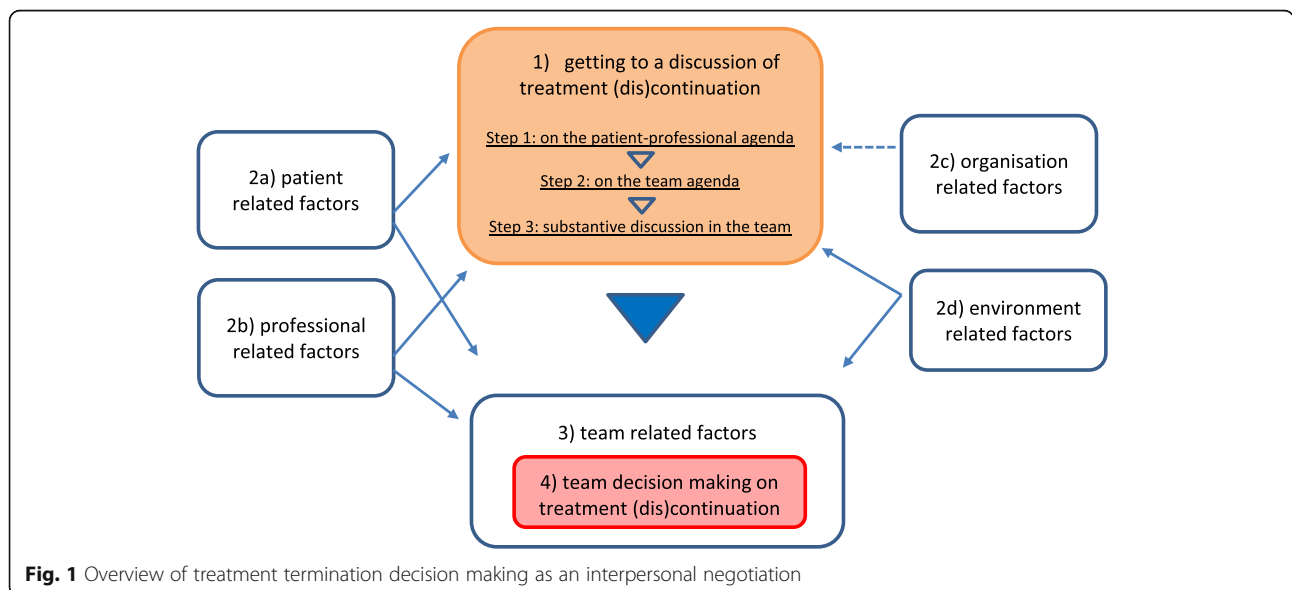 1) getting to a discussion of
treatment (dis)continuation
Step 1: on the patient-professional agenda
Step 2: on the team agenda
Step 3: substantive discussion in the team
2a) patient
related factors
2b) professional
related factors
2c) organisation
related factors
2d) environment
related factors
3) team related factors
4) team decision making on
treatment (dis)continuation
Fig. 1 Overview of treatment termination decision making as an interpersonal negotiation